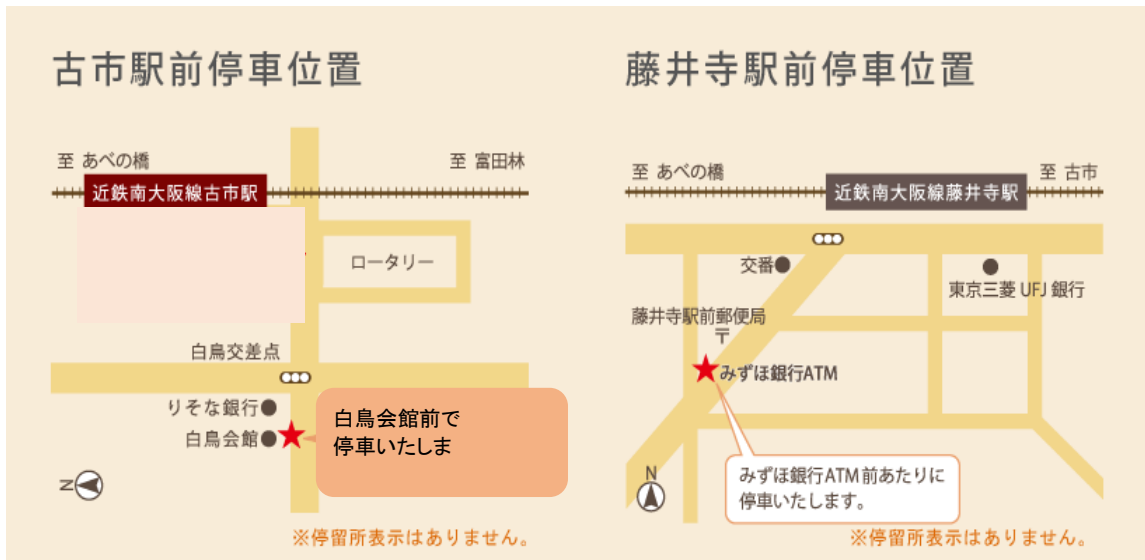 古市駅前停車位置
至 あべの橋
至 富田林
近鉄南大阪線古市駅
ロータリー
白鳥交差点
りそな銀行
白鳥会館
白鳥会館前で
停車いたしま
N
※停留所表示はありません。
藤井寺駅前停車位置
至 あべの橋
至 古市
近鉄南大阪線藤井寺駅
交番
東京三菱 UFJ 銀行
藤井寺駅前郵便局
〒
みずほ銀行ATM
みずほ銀行ATM前あたりに
停車いたします。
N
※停留所表示はありません。